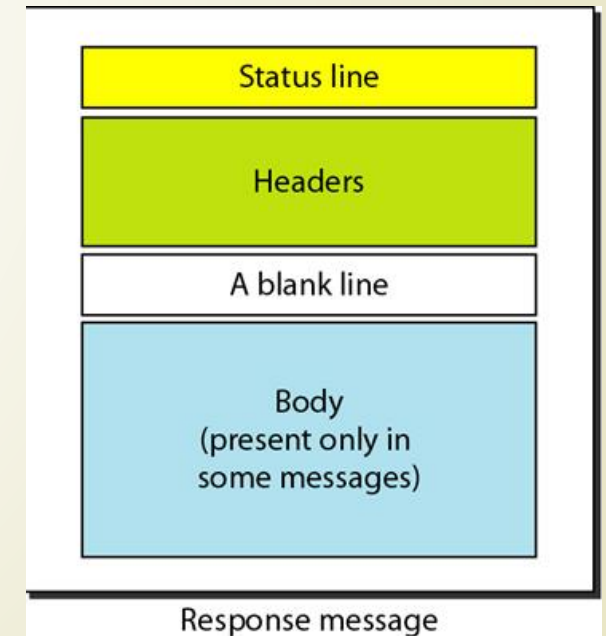 Status line
Headers
A blank line
Body
(present only in
some messages)
Response message